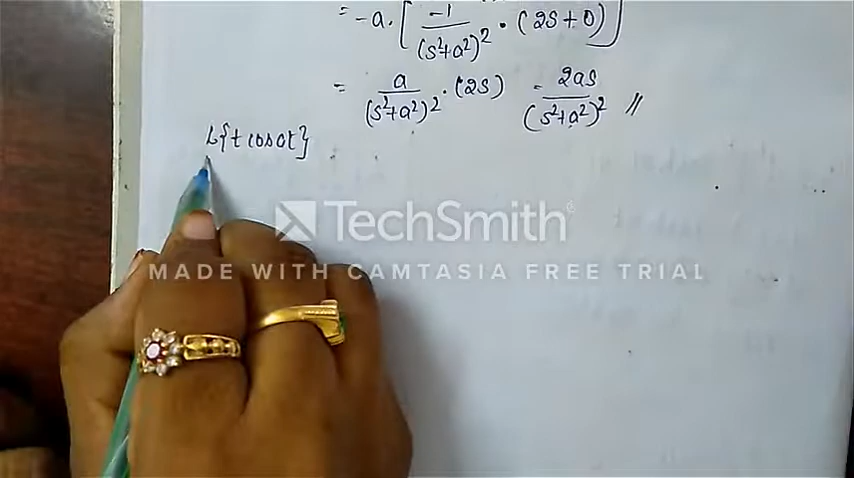 = -a. [ -1/(s²+a²)² • (2s+0) ]
= a/(s²+a²)² • (2s) = 2as/(s²+a²)² //
L{t cosat}
TechSmith®
MADE WITH CAMTASIA FREE TRIAL